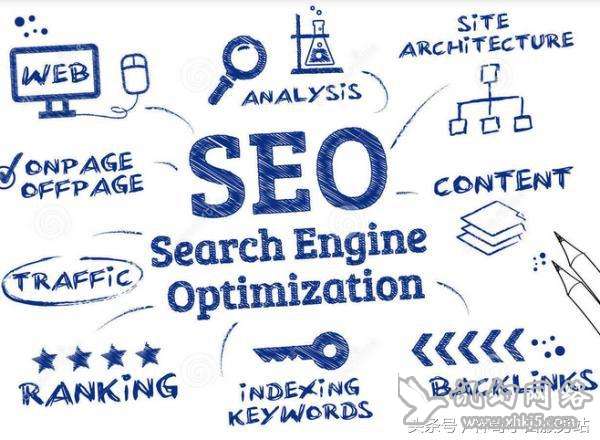 WEB
ANALYSIS
SITE
ARCHITECTURE
ONPAGE
OFFPAGE
SEO
Search Engine
Optimization
CONTENT
TRAFFIC
RANKING
INDEXING
KEYWORDS
BACKLINKS